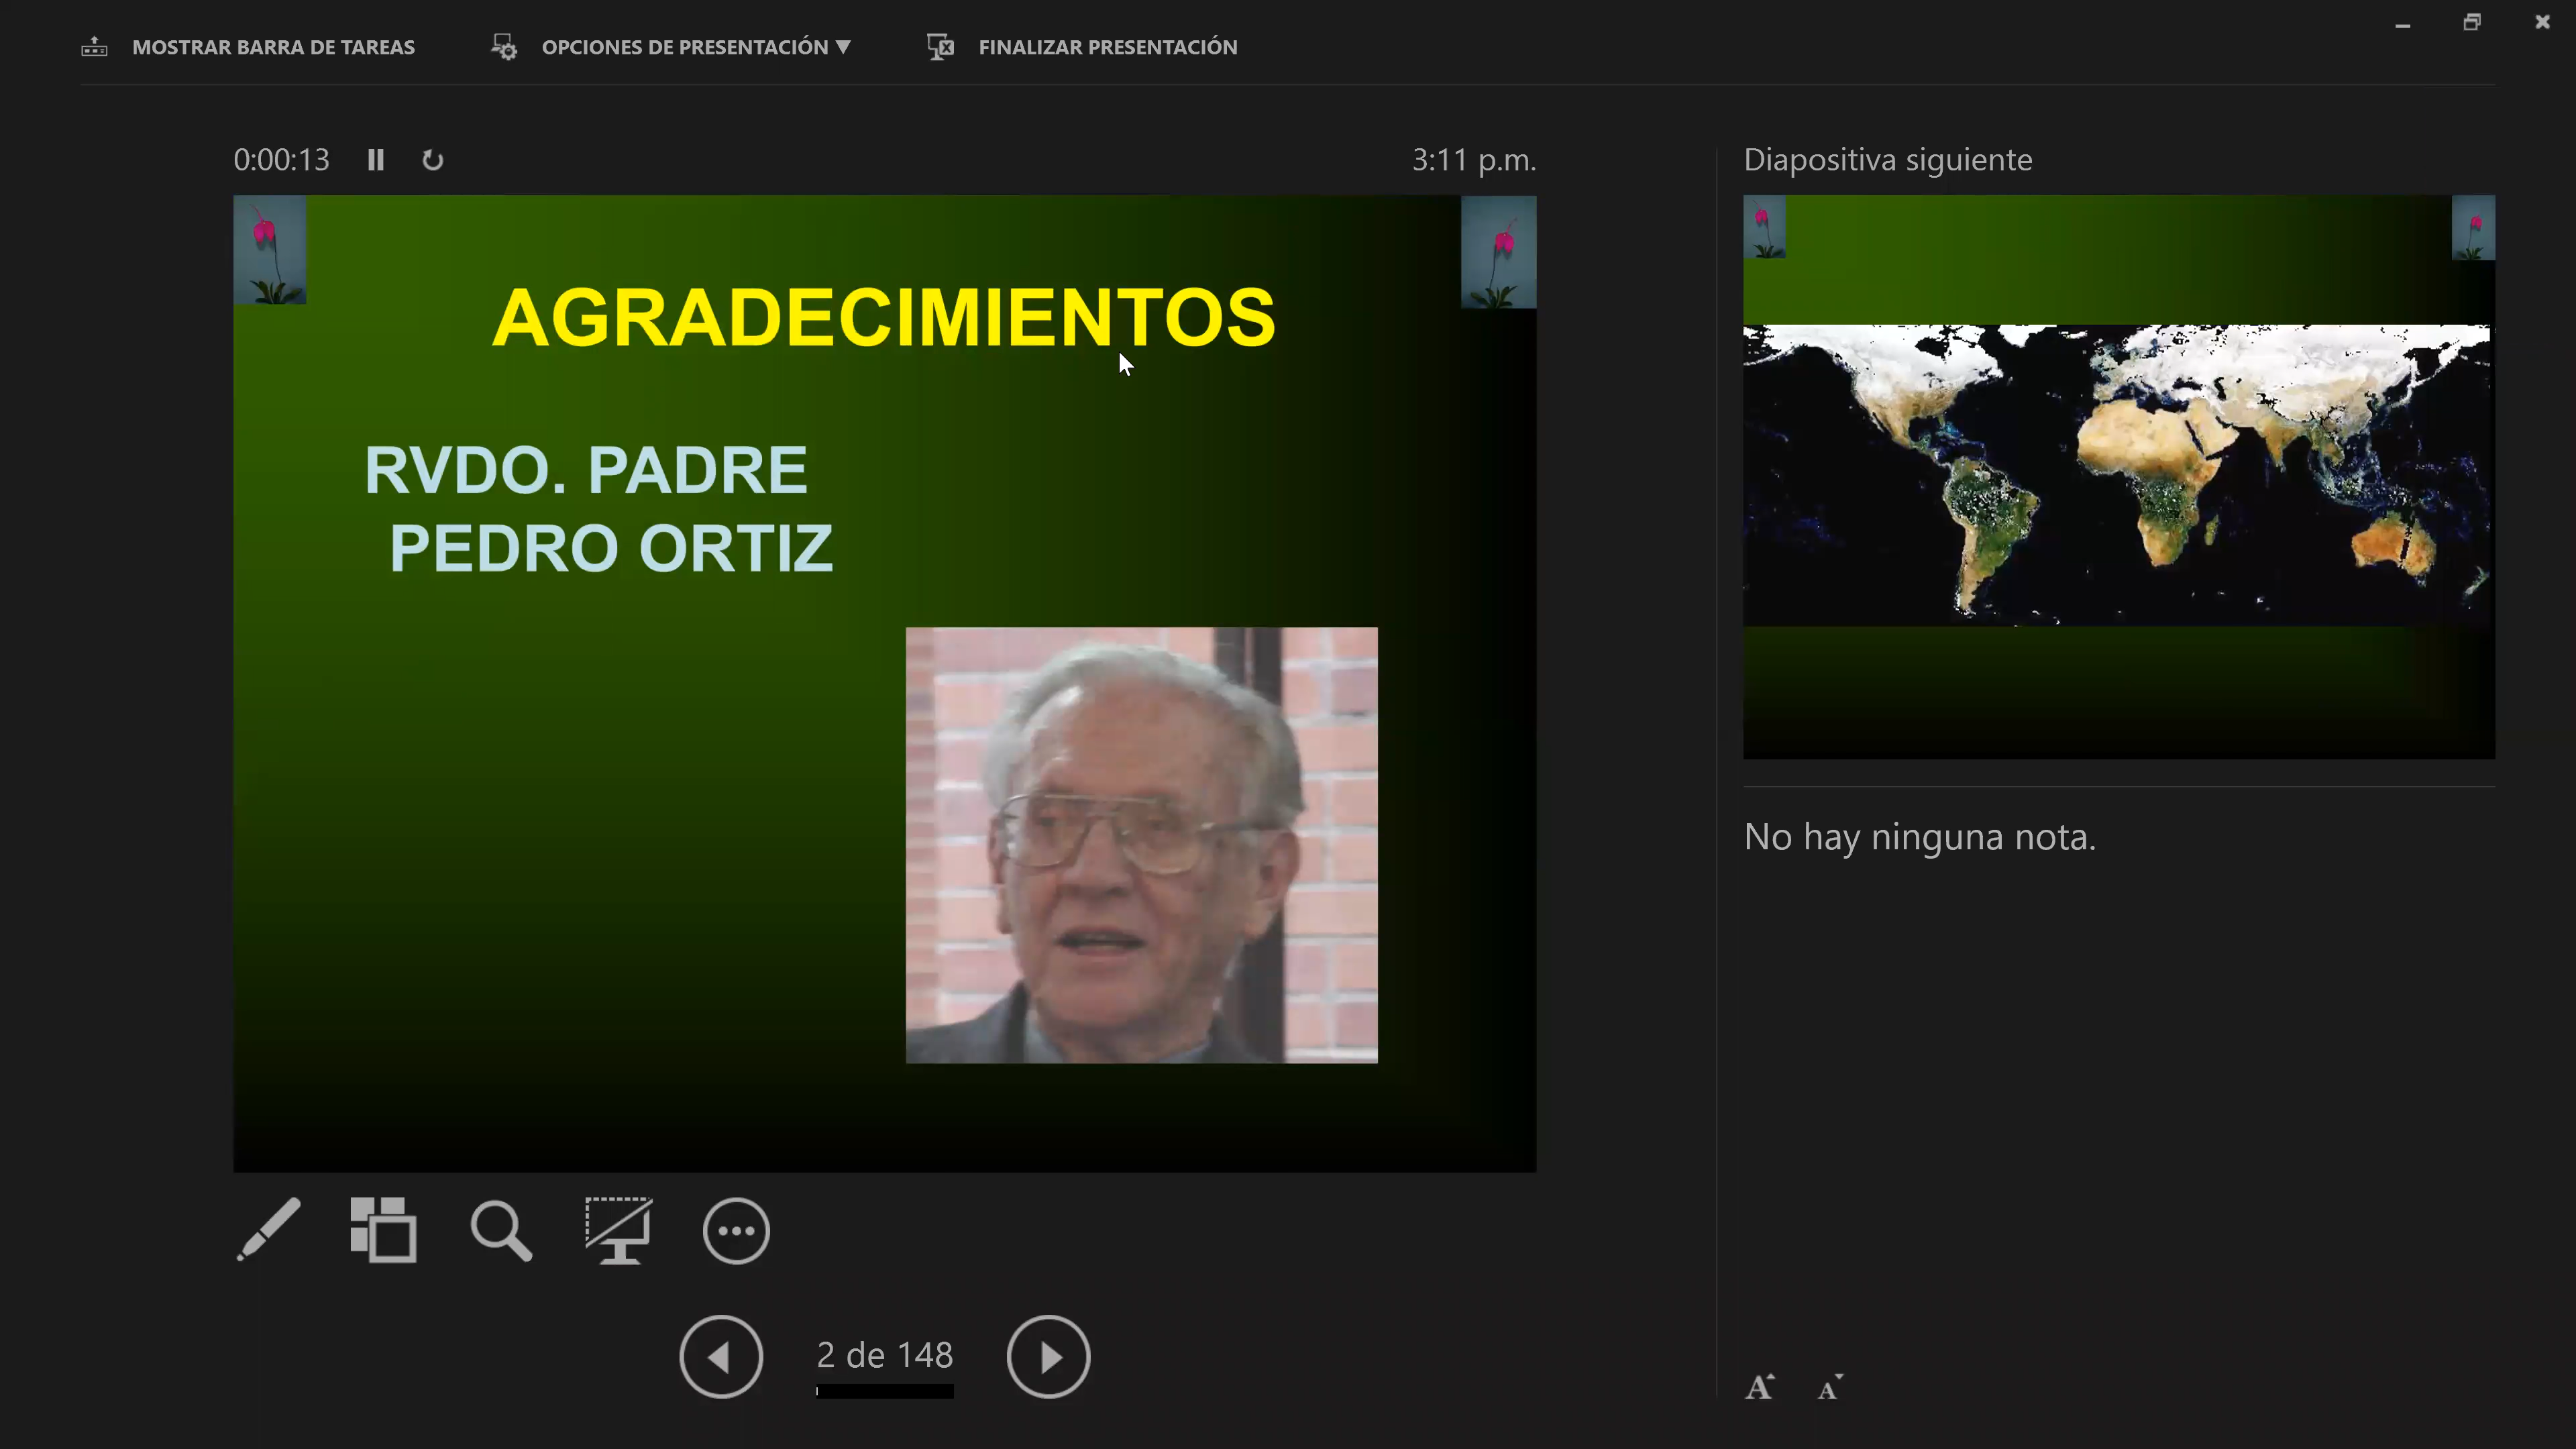 MOSTRAR BARRA DE TAREAS
OPCIONES DE PRESENTACIÓN ▼
FINALIZAR PRESENTACIÓN
0:00:13
3:11 p.m.
AGRADECIMIENTOS
RVDO. PADRE
PEDRO ORTIZ
2 de 148
Diapositiva siguiente
No hay ninguna nota.
A A